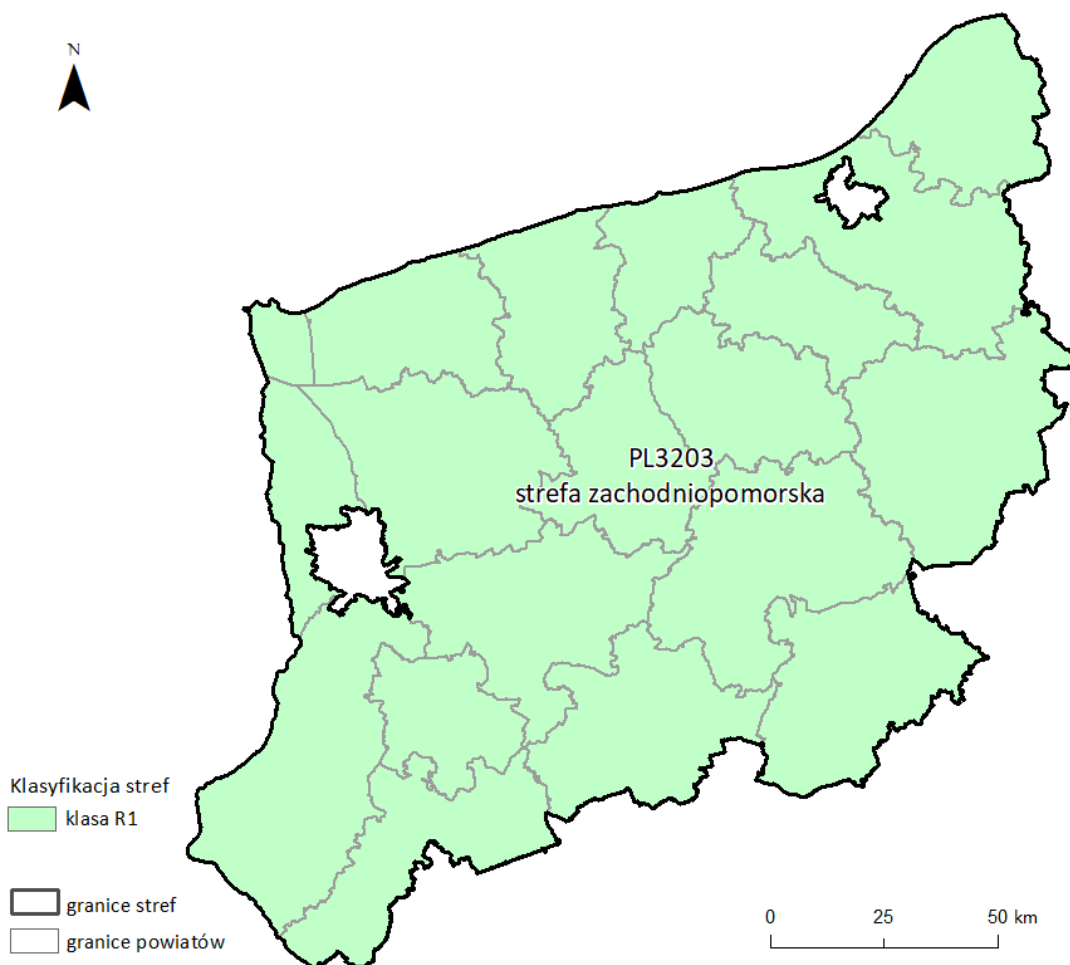 N
PL3203
strefa zachodniopomorska
Klasyfikacja stref
klasa R1
granice stref
granice powiatów
0 25 50 km